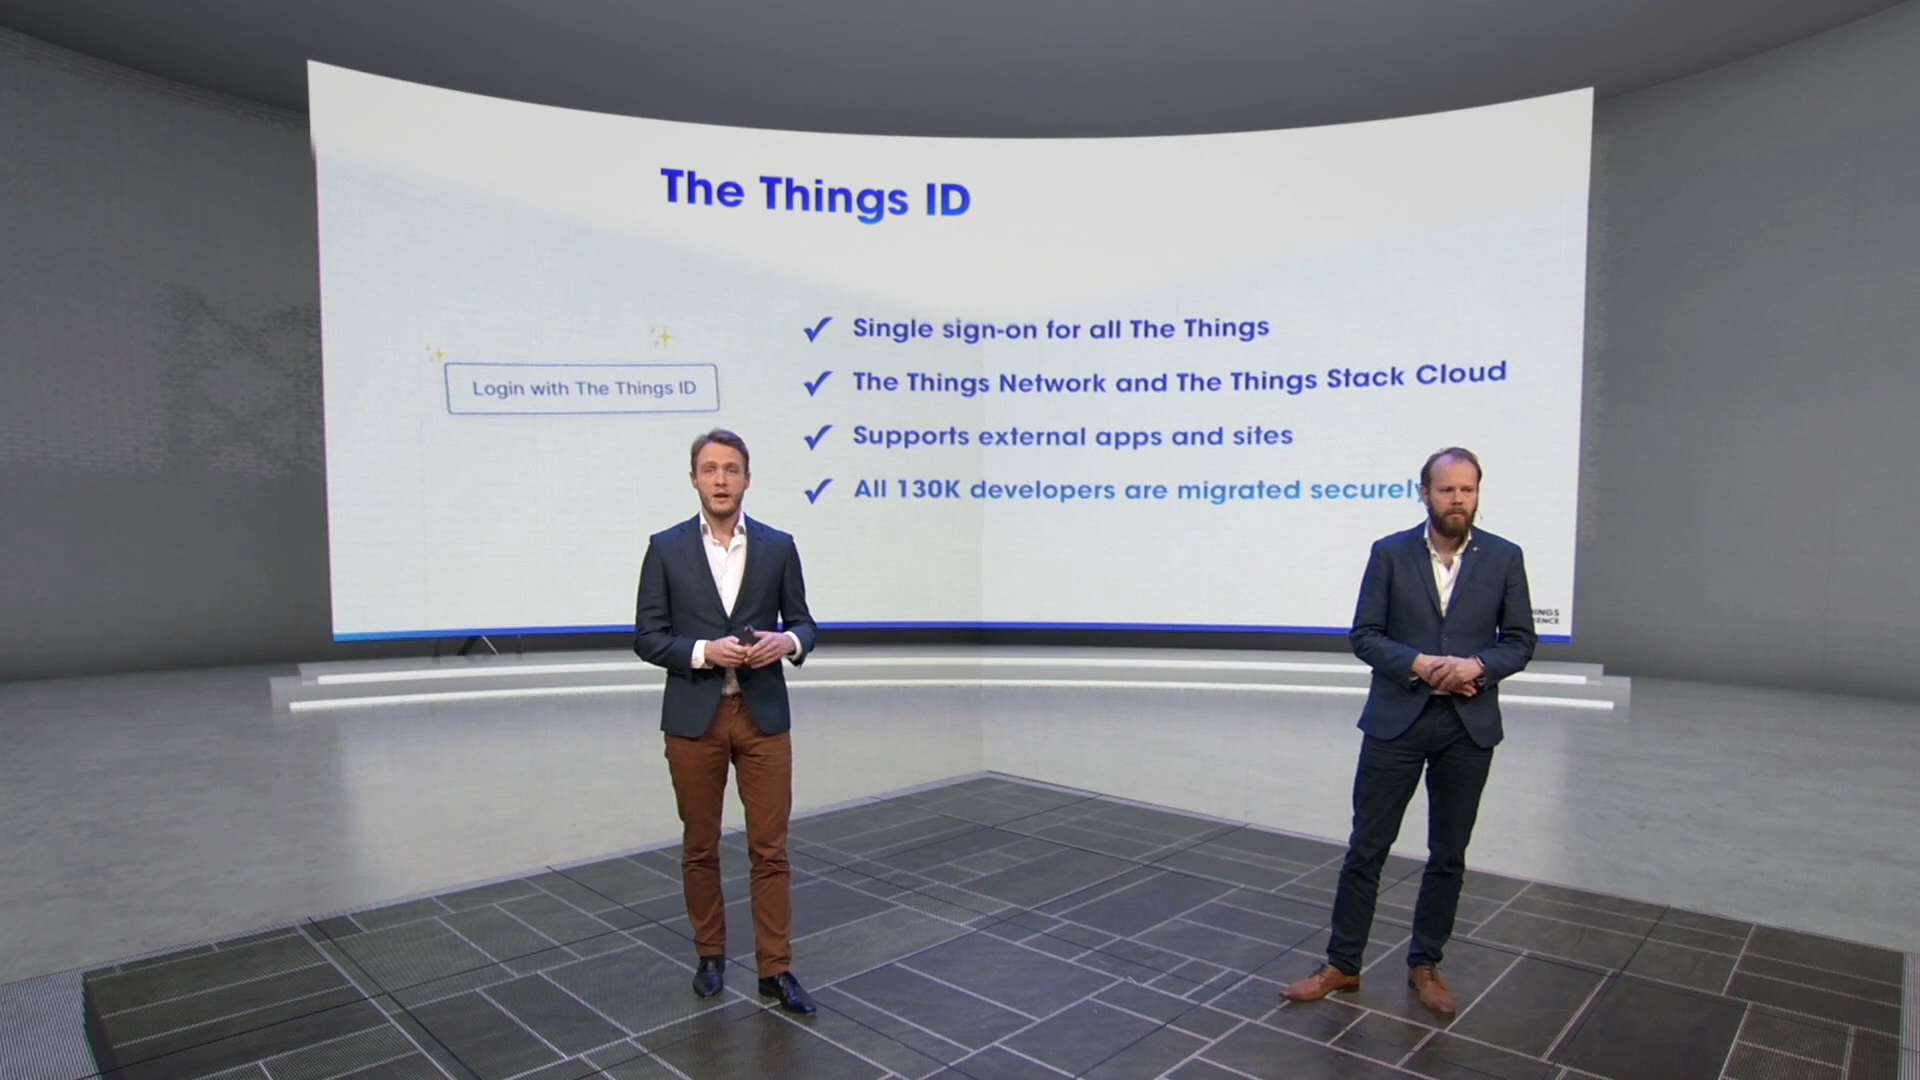 The Things ID
Single sign-on for all The Things
Login with The Things ID
The Things Network and The Things Stack Cloud
Supports external apps and sites
All 130K developers are migrated securely